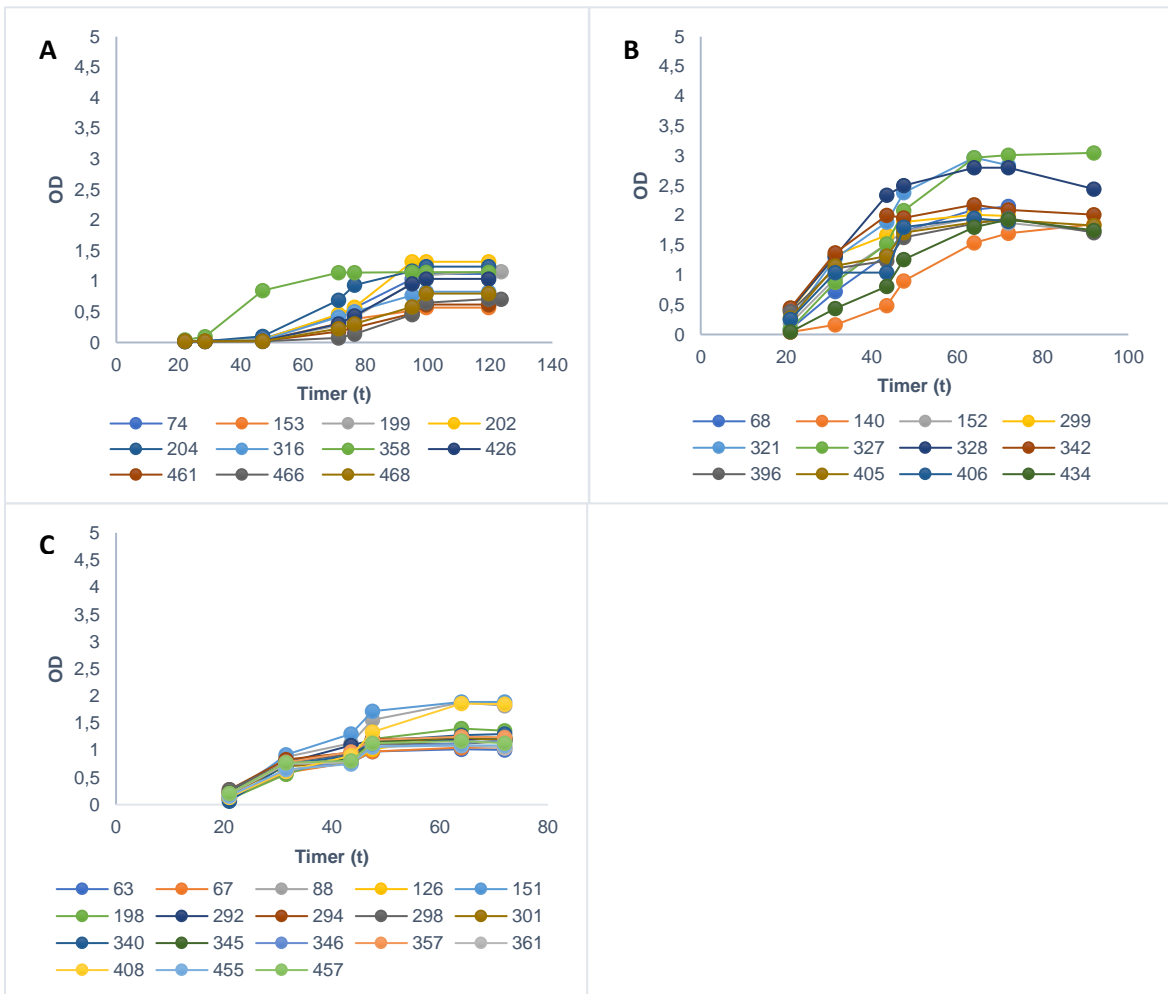 A
5
4,5
4
3,5
3
2,5
2
1,5
1
0,5
0
OD
0 20 40 60 80 100 120 140
Timer (t)
74 153 199 202
204 316 358 426
461 466 468
B
5
4,5
4
3,5
3
2,5
2
1,5
1
0,5
0
OD
0 20 40 60 80 100
Timer (t)
68 140 152 299
321 327 328 342
396 405 406 434
C
5
4,5
4
3,5
3
2,5
2
1,5
1
0,5
0
OD
0 20 40 60 80
Timer (t)
63 67 88 126 151
198 292 294 298 301
340 345 346 357 361
408 455 457